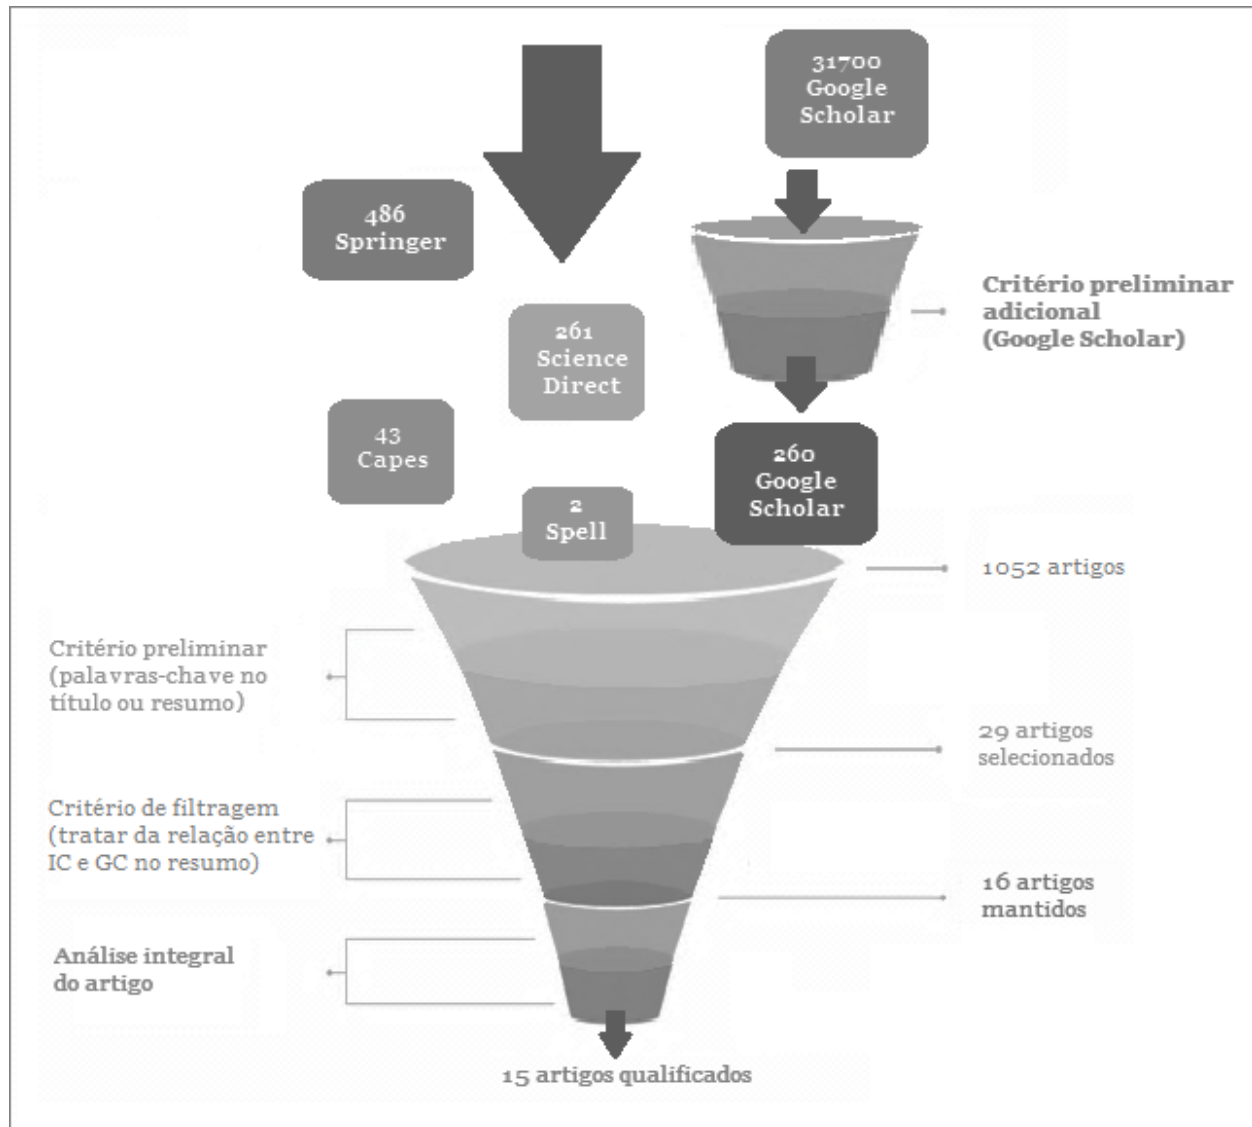 31700
Google
Scholar
486
Springer
261
Science
Direct
Critério preliminar
adicional
(Google Scholar)
43
Capes
260
Google
Scholar
2
Spell
1052 artigos
Critério preliminar
(palavras-chave no
título ou resumo)
29 artigos
selecionados
Critério de filtragem
(tratar da relação entre
IC e GC no resumo)
16 artigos
mantidos
Análise integral
do artigo
15 artigos qualificados